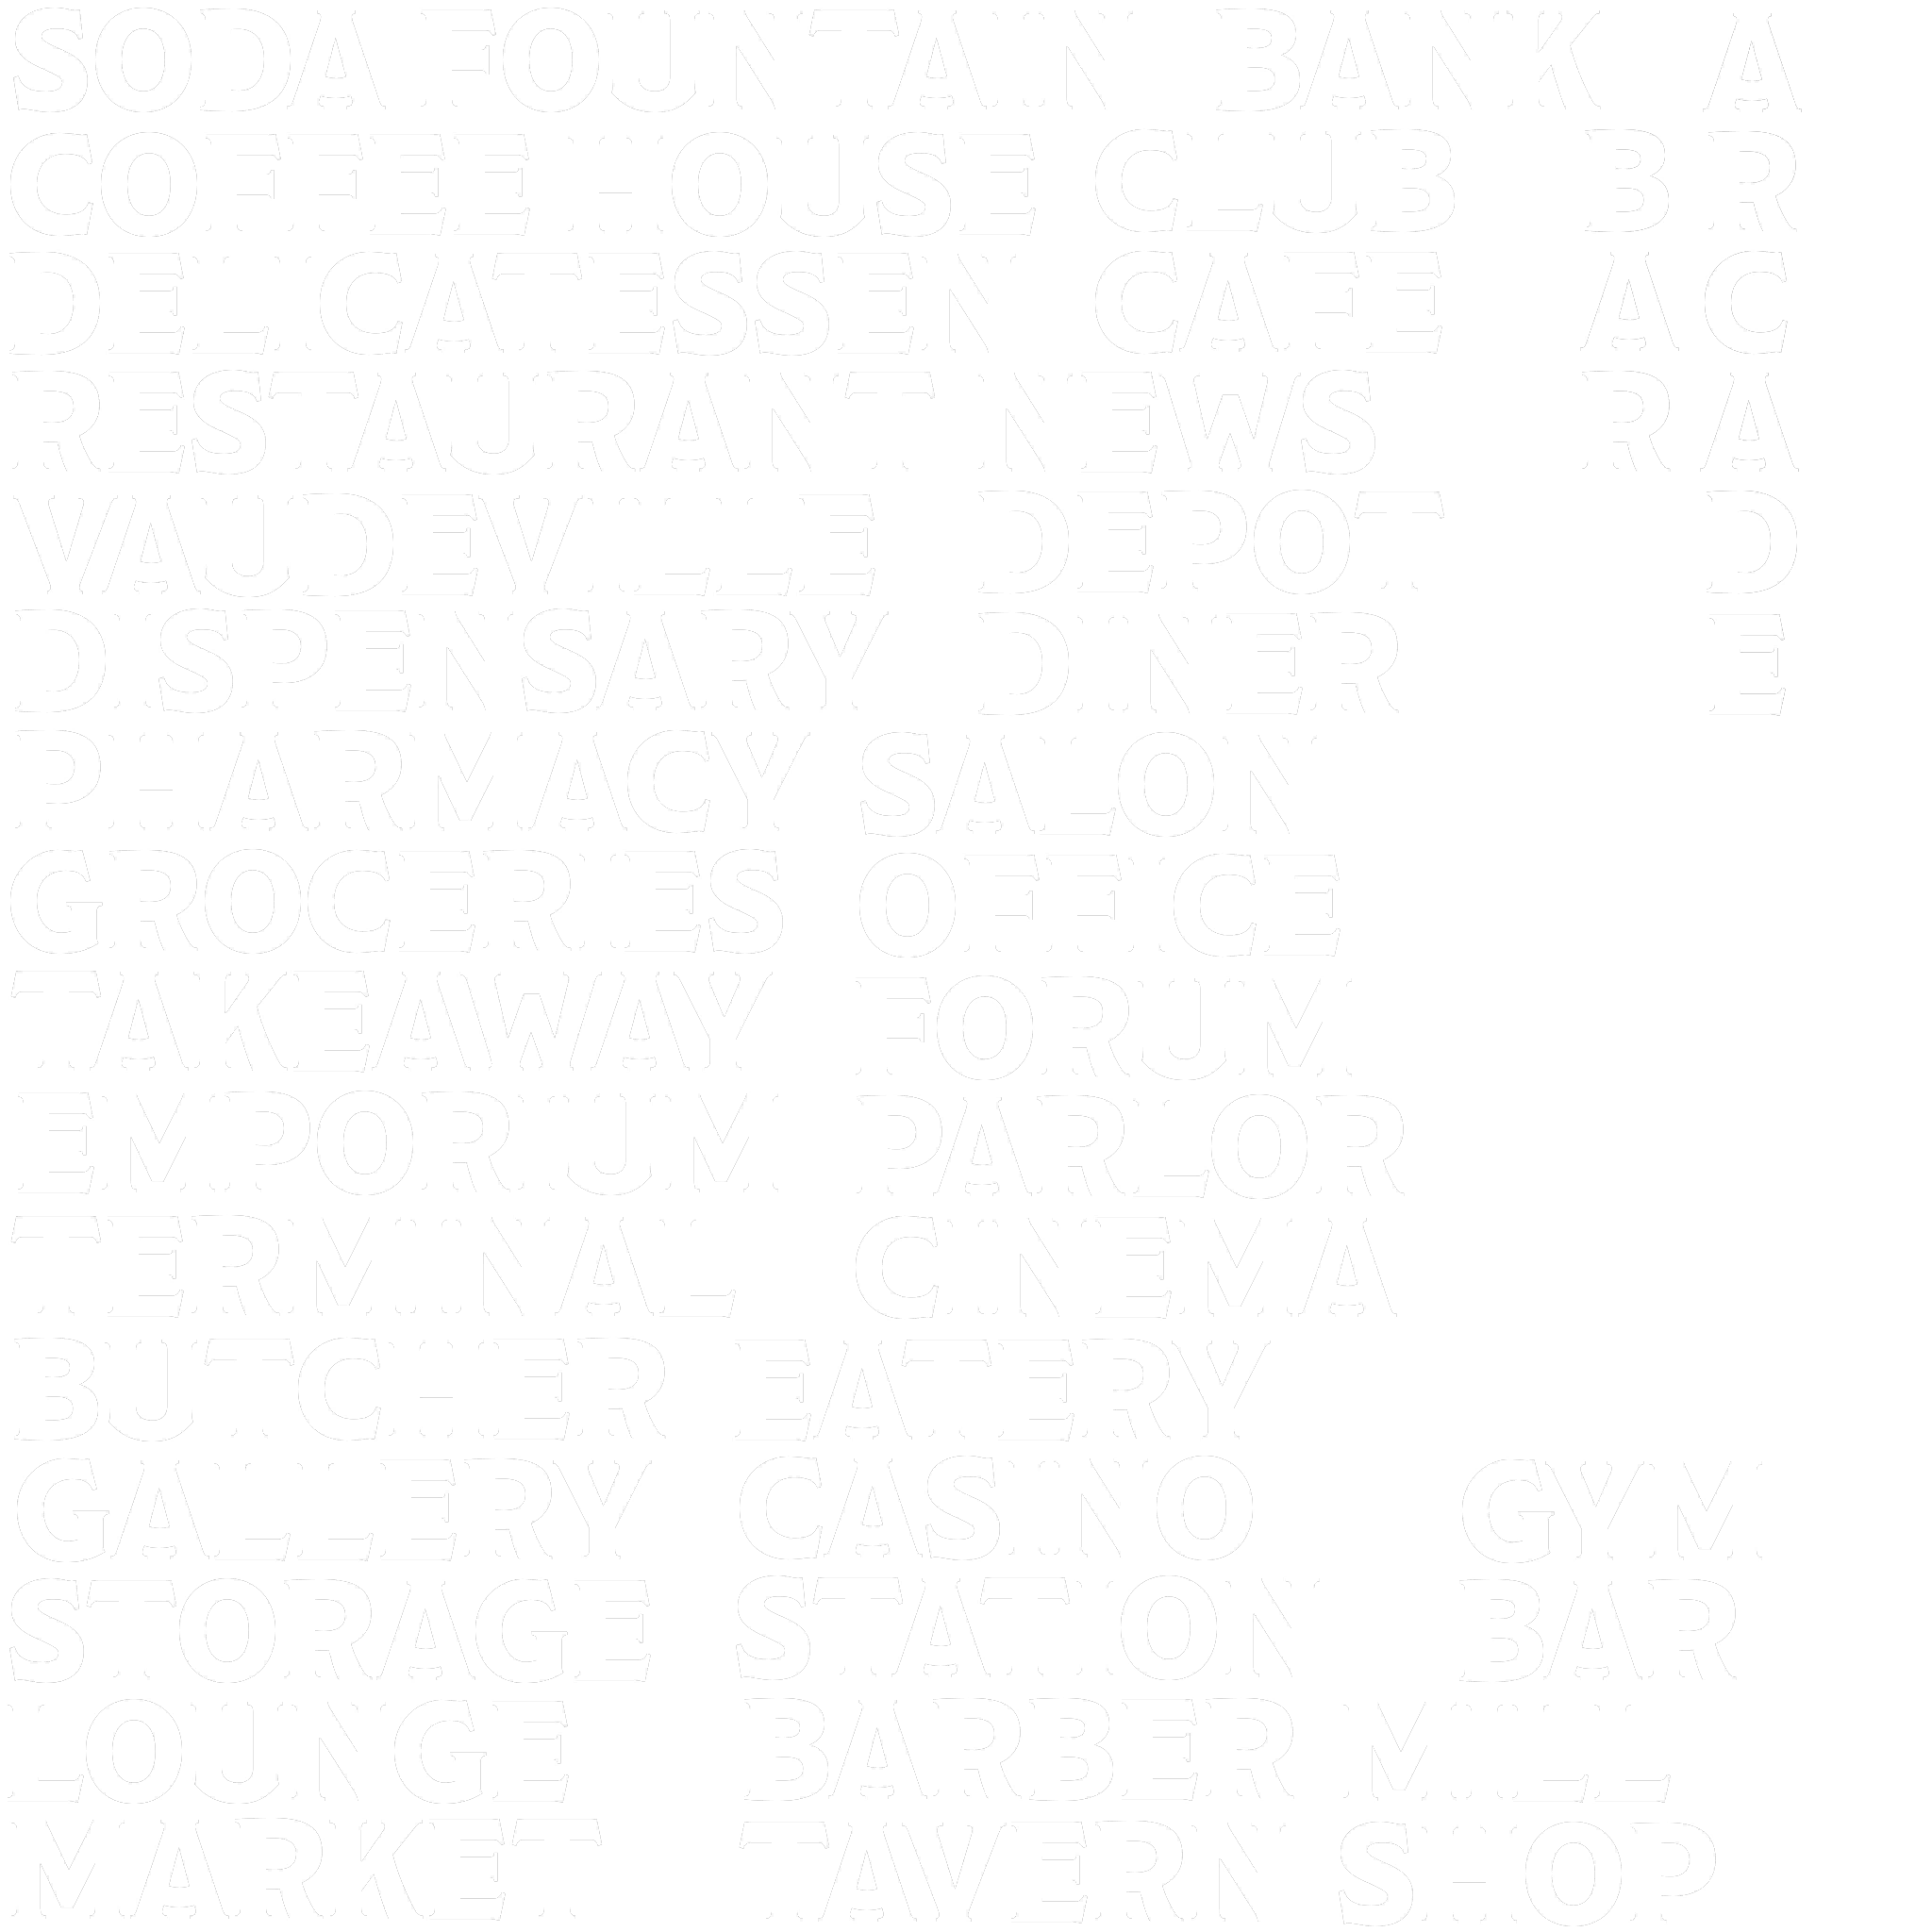 SODA FOUNTAIN BANK A
COFFEE HOUSE CLUB B R
DELICATESSEN CAFE A C
RESTAURANT NEWS R A
VAUDEVILLE DEPOT D
DISPENSARY DINER E
PHARMACY SALON
GROCERIES OFFICE
TAKEAWAY FORUM
EMPORIUM PARLOR
TERMINAL CINEMA
BUTCHER EATERY
GALLERY CASINO GYM
STORAGE STATION BAR
LOUNGE BARBER MILL
MARKET TAVERN SHOP